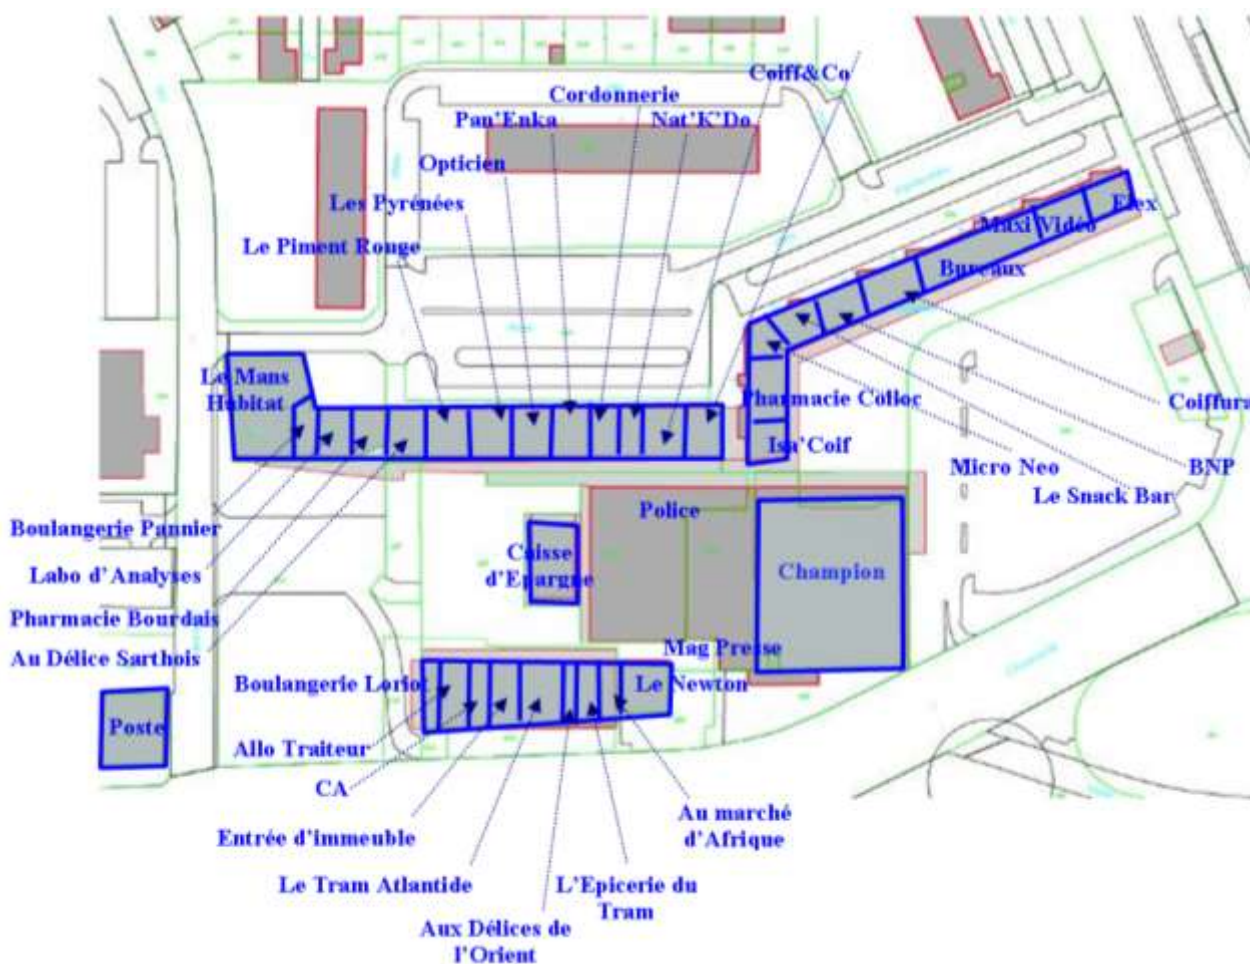 Coiff&Co
Cordonnerie
Pan'Enka
Nat'K'Do
Opticien
Les Pyrénées
Le Piment Rouge
Elex
Maxi Vidéo
Bureaux
Le Mans
Habitat
Pharmacie Colloc
Coiffura
Isa'Coif
Micro Neo
BNP
Le Snack Bar
Boulangerie Pannier
Police
Caisse
d'Epargne
Champion
Labo d'Analyses
Pharmacie Bourdais
Au Délice Sarthois
Mag Presse
Boulangerie Loriot
Le Newton
Poste
Allo Traiteur
CA
Au marché
d'Afrique
Entrée d'immeuble
Le Tram Atlantide
L'Epicerie du
Tram
Aux Délices de
l'Orient